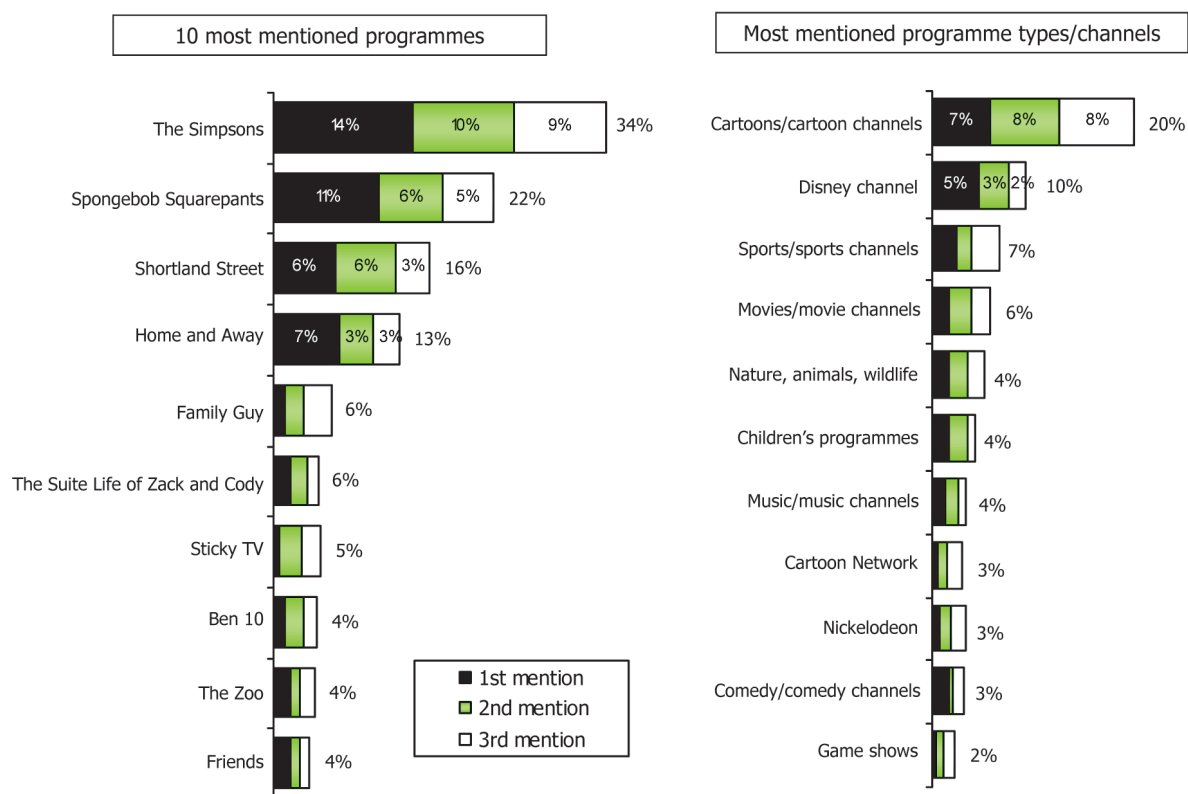 10 most mentioned programmes
The Simpsons 14% 10% 9% 34%
Spongebob Squarepants 11% 6% 5% 22%
Shortland Street 6% 6% 3% 16%
Home and Away 7% 3% 3% 13%
Family Guy 6%
The Suite Life of Zack and Cody 6%
Sticky TV 5%
Ben 10 4%
The Zoo 4%
Friends 4%
1st mention
2nd mention
3rd mention
Most mentioned programme types/channels
Cartoons/cartoon channels 7% 8% 8% 20%
Disney channel 5% 3% 2% 10%
Sports/sports channels 7%
Movies/movie channels 6%
Nature, animals, wildlife 4%
Children’s programmes 4%
Music/music channels 4%
Cartoon Network 3%
Nickelodeon 3%
Comedy/comedy channels 3%
Game shows 2%